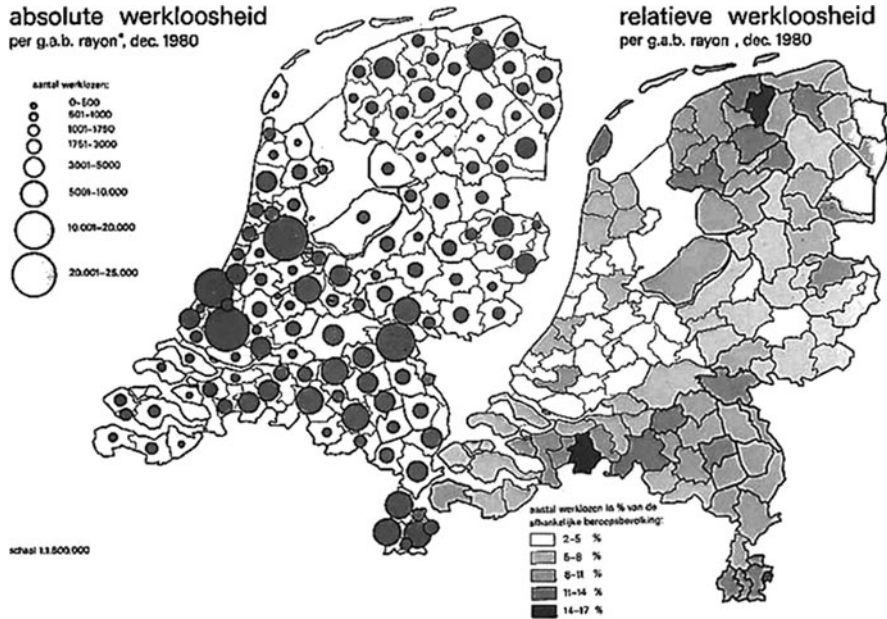 absolute werkloosheid
per g.a.b. rayon*, dec. 1980
aantal werklozen:
0-500
501-1000
1001-1750
1751-3000
3001-5000
5001-10.000
10.001-20.000
20.001-25.000
schaal 1:1.500.000
relatieve werkloosheid
per g.a.b. rayon , dec. 1980
aantal werklozen in % van de
afhankelijke beroepsbevolking:
2-5 %
5-8 %
8-11 %
11-14 %
14-17 %